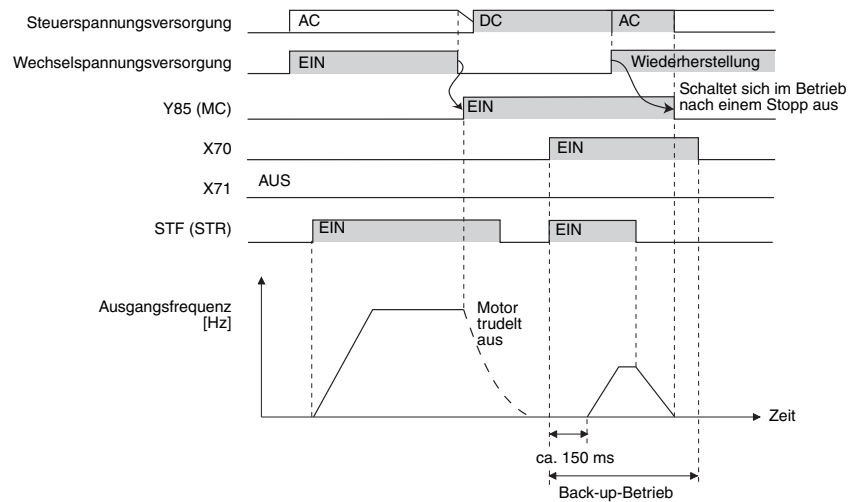 Steuerspannungsversorgung
AC
DC
AC
Wechselspannungsversorgung
EIN
Wiederherstellung
Schaltet sich im Betrieb
nach einem Stopp aus
Y85 (MC)
EIN
X70
EIN
X71
AUS
STF (STR)
EIN
EIN
Ausgangsfrequenz
[Hz]
Motor
trudelt
aus
Zeit
ca. 150 ms
Back-up-Betrieb